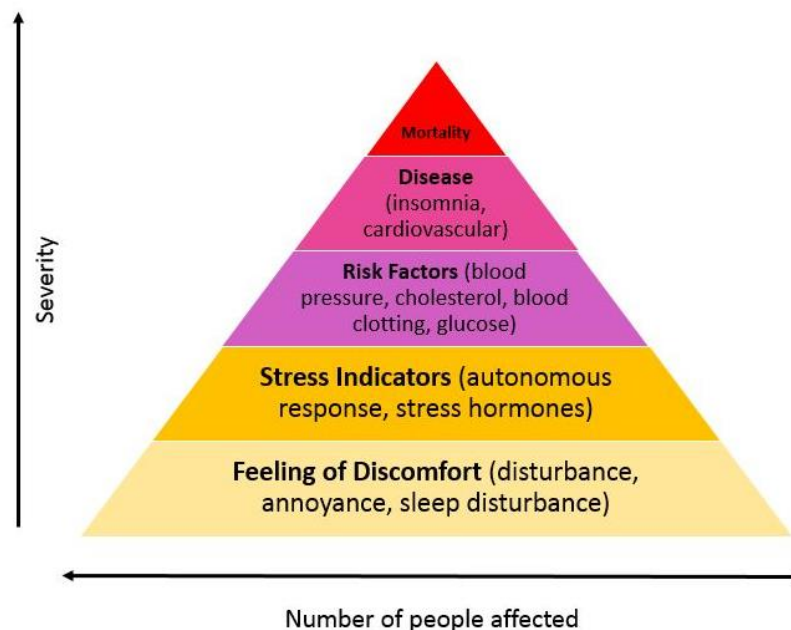 Mortality
Disease
(insomnia,
cardiovascular)
Risk Factors (blood
pressure, cholesterol, blood
clotting, glucose)
Stress Indicators (autonomous
response, stress hormones)
Feeling of Discomfort (disturbance,
annoyance, sleep disturbance)
Severity
Number of people affected